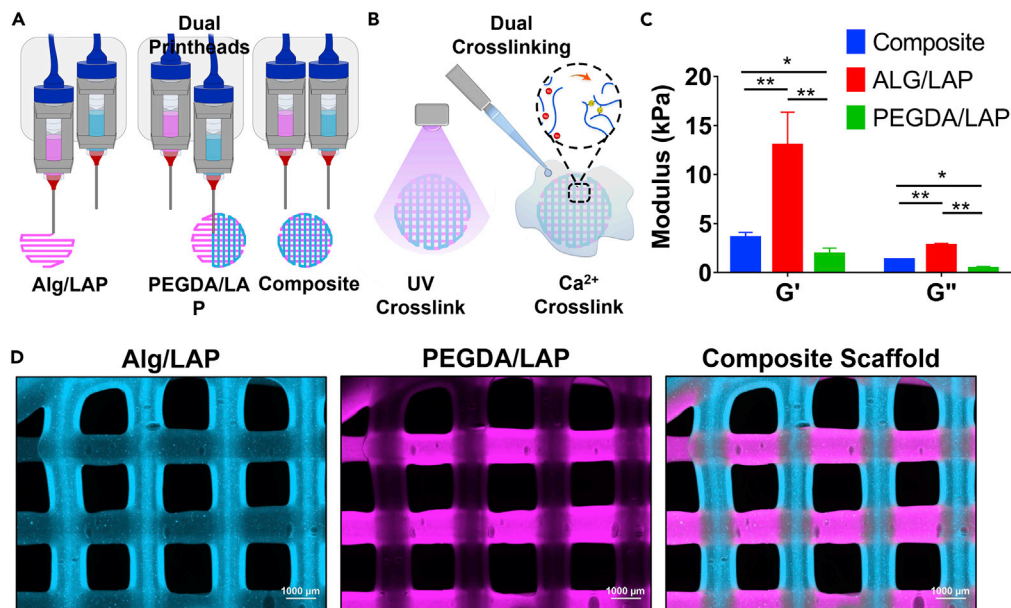 A
Dual
Printheads
Alg/LAP
PEGDA/LA
P
Composite
B
Dual
Crosslinking
UV
Crosslink
Ca²⁺
Crosslink
C
Composite
ALG/LAP
PEGDA/LAP
Modulus (kPa)
20
15
10
5
0
*
**
**
*
**
**
G'
G"
D
Alg/LAP
PEGDA/LAP
Composite Scaffold
1000 µm
1000 µm
1000 µm